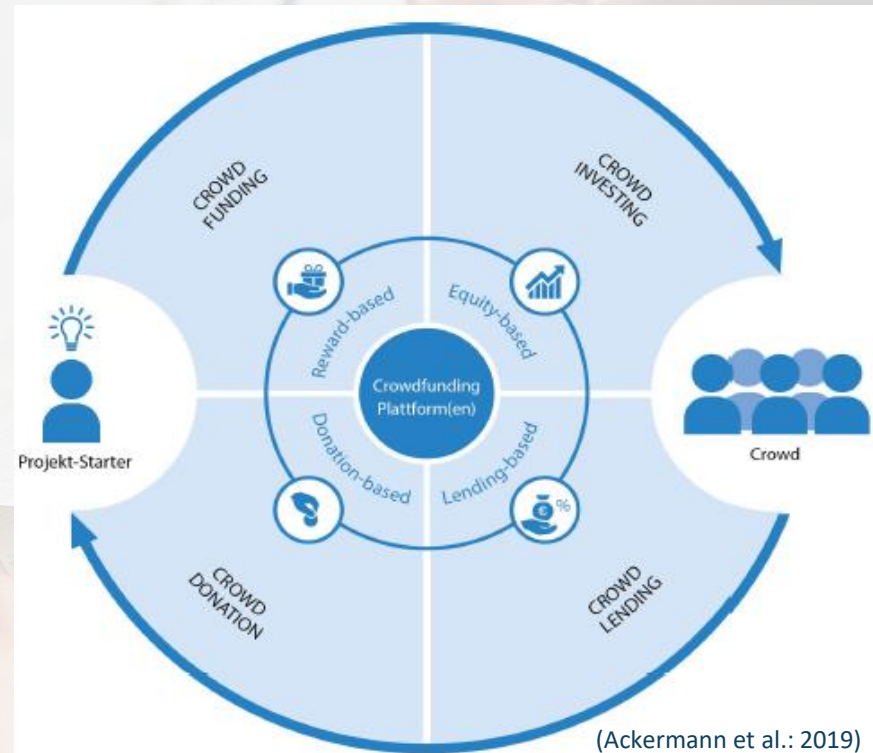 CROWD
FUNDING
CROWD
INVESTING
Reward-based
Equity-based
Crowdfunding
Plattform(en)
Projekt-Starter
Crowd
Donation-based
Lending-based
€
%
CROWD
DONATION
CROWD
LENDING
(Ackermann et al.: 2019)